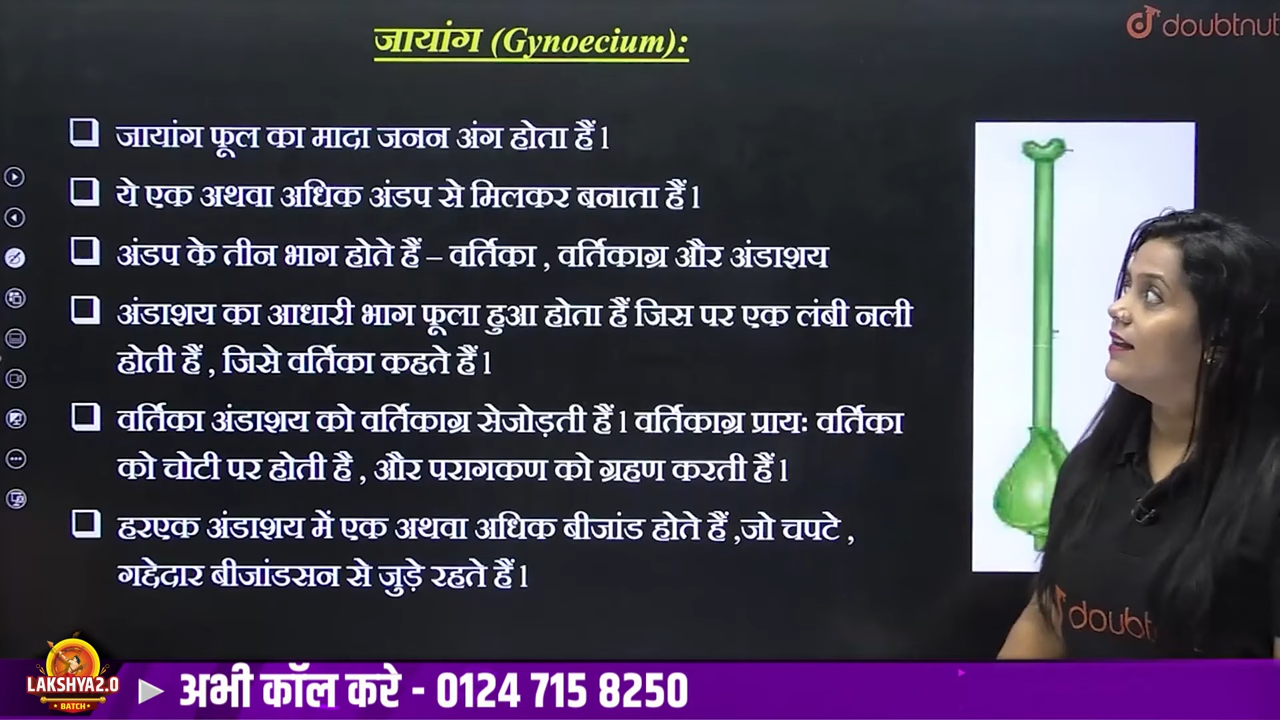 जायांग (Gynoecium):
doubtnut
❑ जायांग फूल का मादा जनन अंग होता हैं l
❑ ये एक अथवा अधिक अंडप से मिलकर बनाता हैं l
❑ अंडप के तीन भाग होते हैं – वर्तिका , वर्तिकाग्र और अंडाशय
❑ अंडाशय का आधारी भाग फूला हुआ होता हैं जिस पर एक लंबी नली
होती हैं , जिसे वर्तिका कहते हैं l
❑ वर्तिका अंडाशय को वर्तिकाग्र सेजोड़ती हैं l वर्तिकाग्र प्रायः वर्तिका
को चोटी पर होती है , और परागकण को ग्रहण करती हैं l
❑ हरएक अंडाशय में एक अथवा अधिक बीजांड होते हैं ,जो चपटे ,
गद्देदार बीजांडसन से जुड़े रहते हैं l
doubt
LAKSHYA2.0
BATCH
अभी कॉल करे - 0124 715 8250